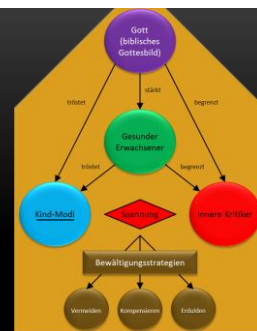 Gott
(biblisches
Gottesbild)
tröstet
stärkt
begrenzt
Gesunder
Erwachsener
tröstet
begrenzt
Kind-Modi
Spannung
Innere Kritiker
Bewältigungsstrategien
Vermeiden
Kompensieren
Erdulden